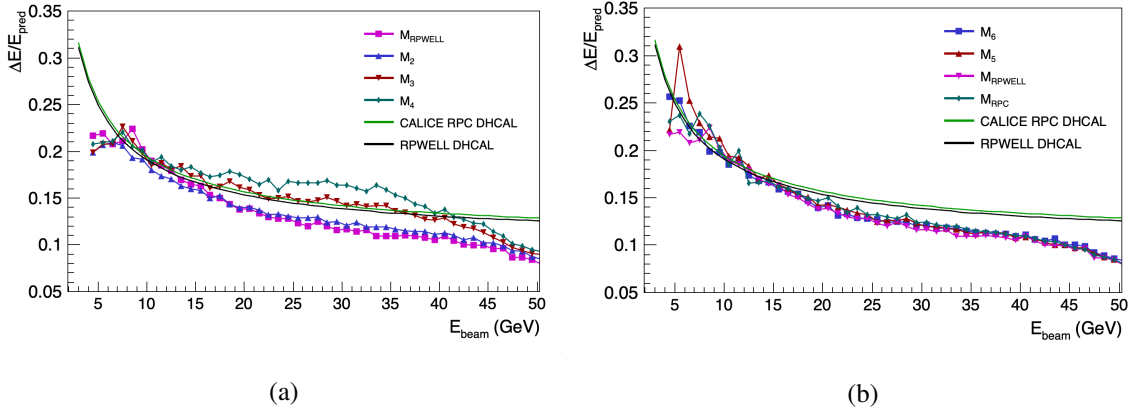 ΔE/E_pred
0.35
0.3
0.25
0.2
0.15
0.1
0.05
M_RPWELL
M_2
M_3
M_4
CALICE RPC DHCAL
RPWELL DHCAL
5 10 15 20 25 30 35 40 45 50
E_beam (GeV)
(a)
ΔE/E_pred
0.35
0.3
0.25
0.2
0.15
0.1
0.05
M_6
M_5
M_RPWELL
M_RPC
CALICE RPC DHCAL
RPWELL DHCAL
5 10 15 20 25 30 35 40 45 50
E_beam (GeV)
(b)